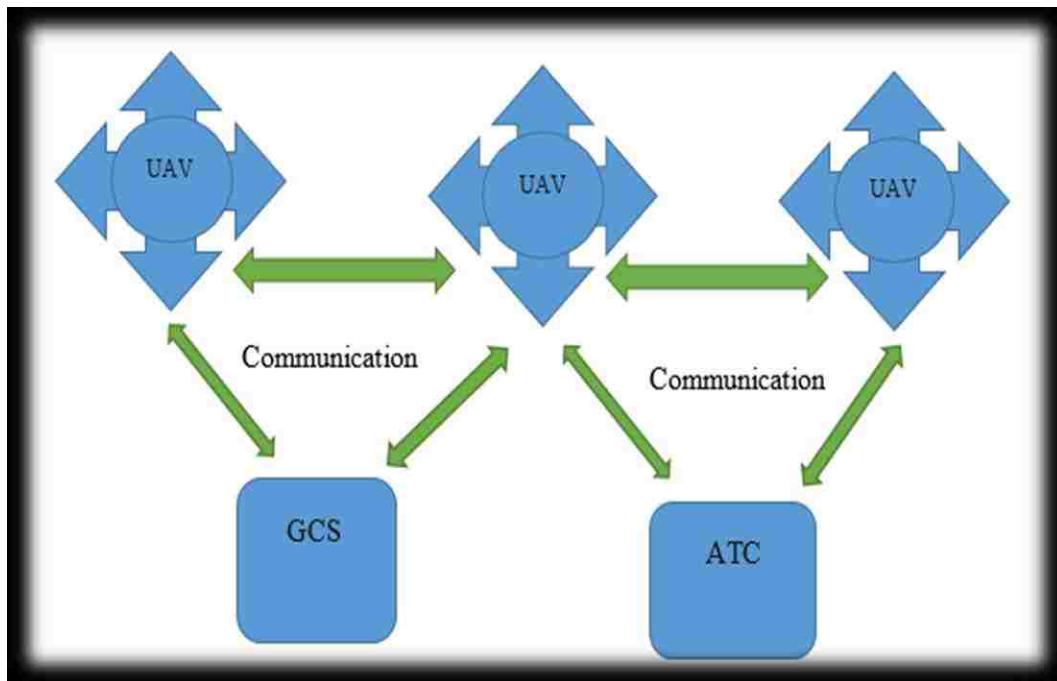 UAV
UAV
UAV
Communication
Communication
GCS
ATC